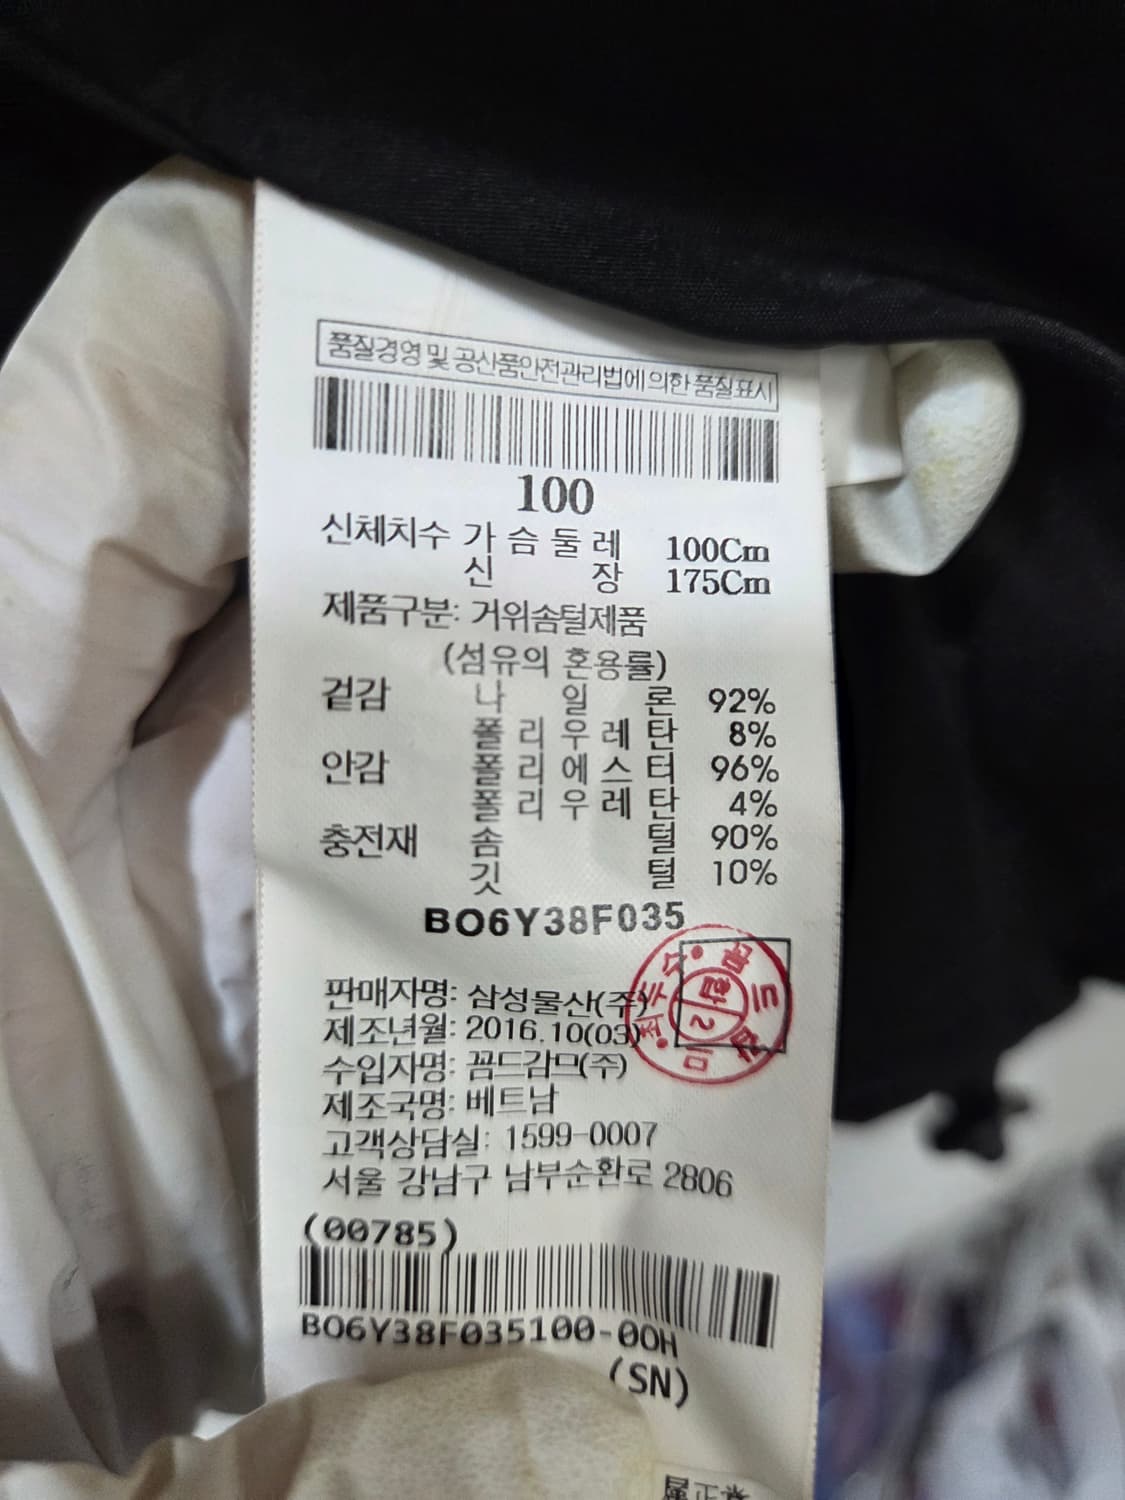 품질경영 및 공산품안전관리법에 의한 품질표시
100
신체치수 가슴둘레 100Cm
신장 175Cm
제품구분: 거위솜털제품
(섬유의 혼용률)
겉감 나일론 92%
폴리우레탄 8%
안감 폴리에스터 96%
폴리우레탄 4%
충전재 솜털 90%
깃털 10%
BO6Y38F035
판매자명: 삼성물산(주)
제조년월: 2016.10(03)
수입자명: 꼼드감므(주)
제조국명: 베트남
고객상담실: 1599-0007
서울 강남구 남부순환로 2806
(00785)
BO6Y38F035100-00H
(SN)